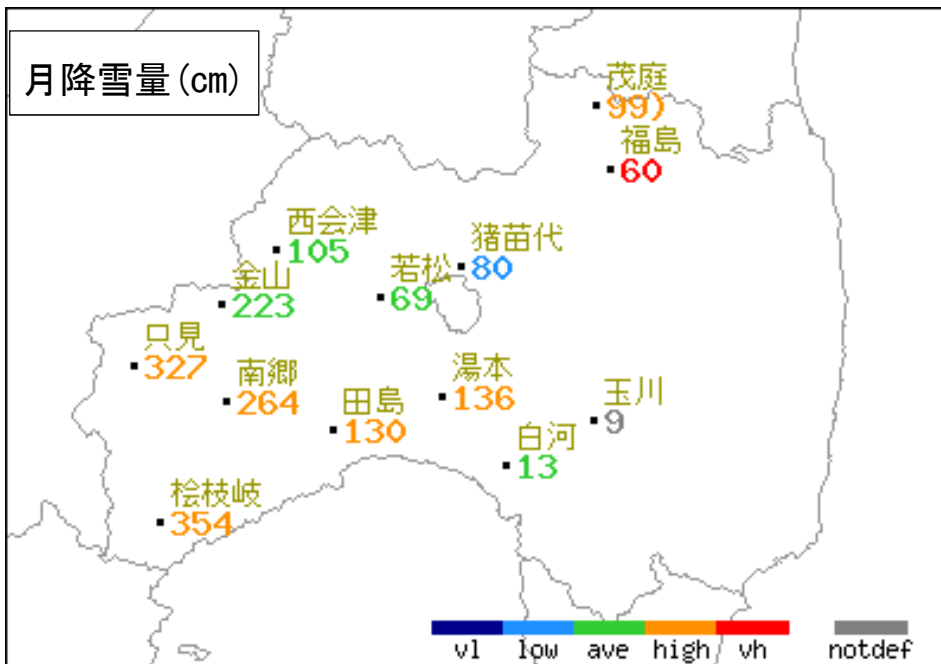 月降雪量(cm)
茂庭
99)
福島
60
西会津
105
猪苗代
80
若松
69
金山
223
只見
327
南郷
264
湯本
136
田島
130
玉川
9
白河
13
桧枝岐
354
vl low ave high vh notdef